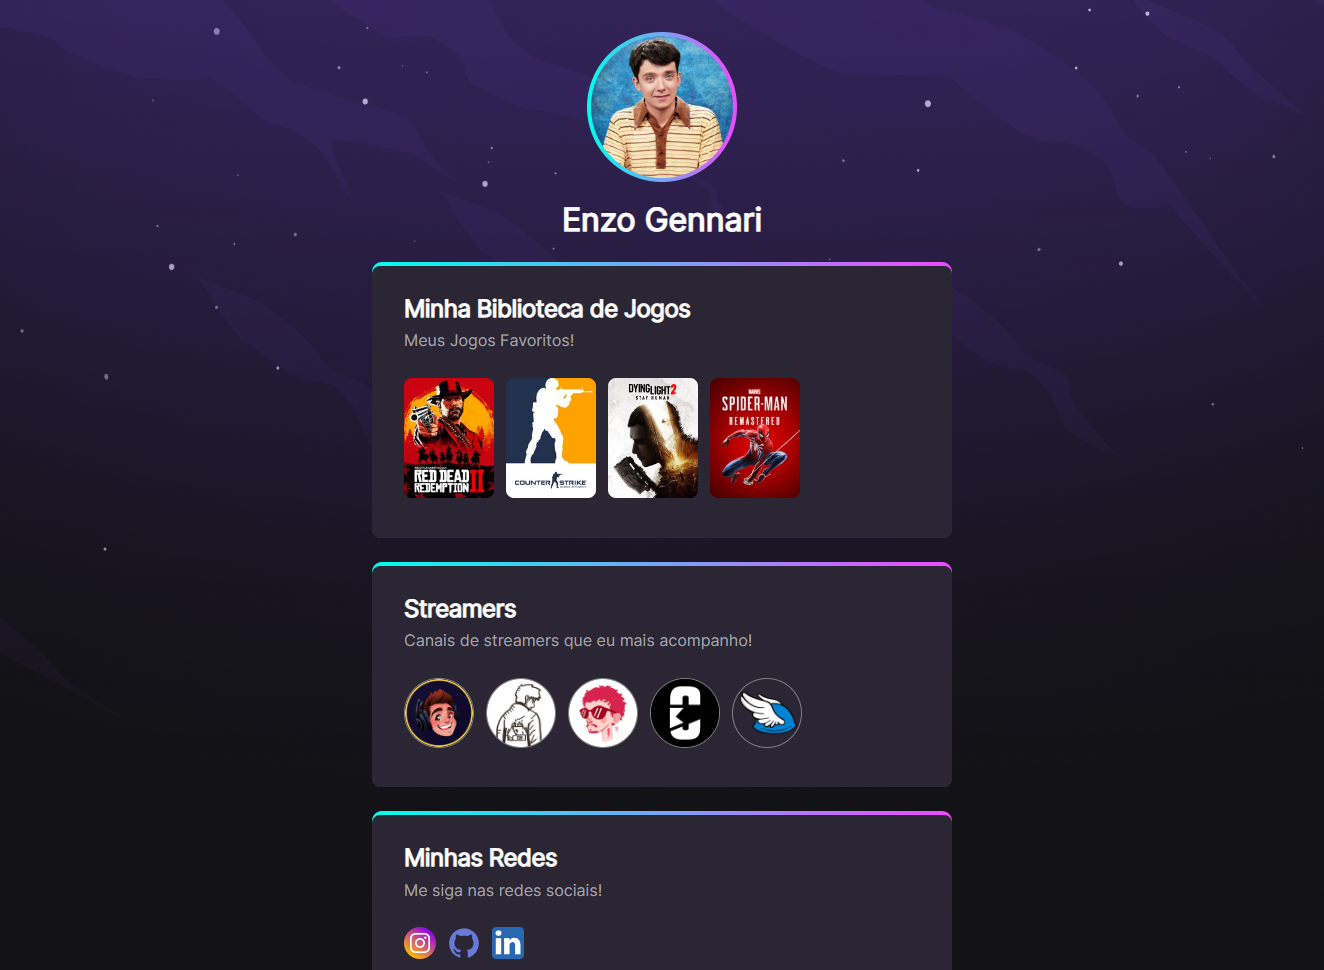 Enzo Gennari
Minha Biblioteca de Jogos
Meus Jogos Favoritos!
RED DEAD
REDEMPTION II
COUNTER STRIKE
DYING LIGHT 2
STAY HUMAN
MARVEL
SPIDER-MAN
REMASTERED
Streamers
Canais de streamers que eu mais acompanho!
Minhas Redes
Me siga nas redes sociais!
in